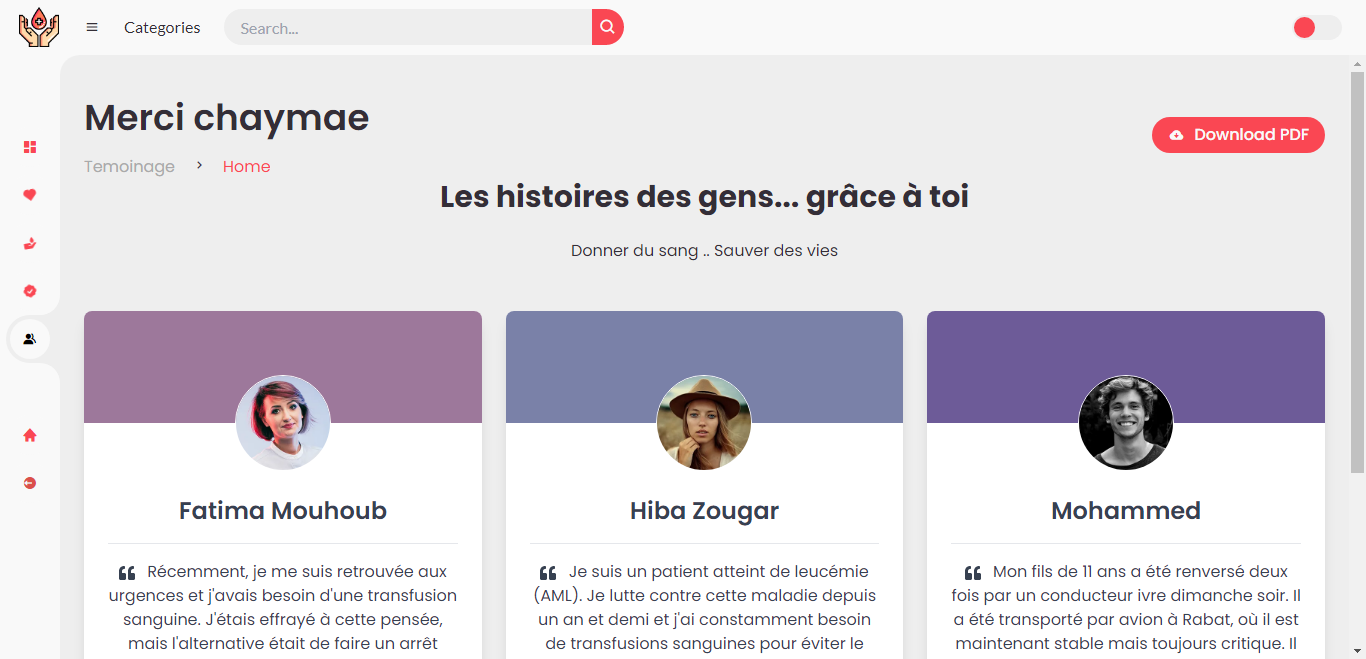 Categories
Search...
Merci chaymae
Download PDF
Temoinage > Home
Les histoires des gens... grâce à toi
Donner du sang .. Sauver des vies
Fatima Mouhoub
Récemment, je me suis retrouvée aux
urgences et j'avais besoin d'une transfusion
sanguine. J'étais effrayé à cette pensée,
mais l'alternative était de faire un arrêt
Hiba Zougar
Je suis un patient atteint de leucémie
(AML). Je lutte contre cette maladie depuis
un an et demi et j'ai constamment besoin
de transfusions sanguines pour éviter le
Mohammed
Mon fils de 11 ans a été renversé deux
fois par un conducteur ivre dimanche soir. Il
a été transporté par avion à Rabat, où il est
maintenant stable mais toujours critique. Il